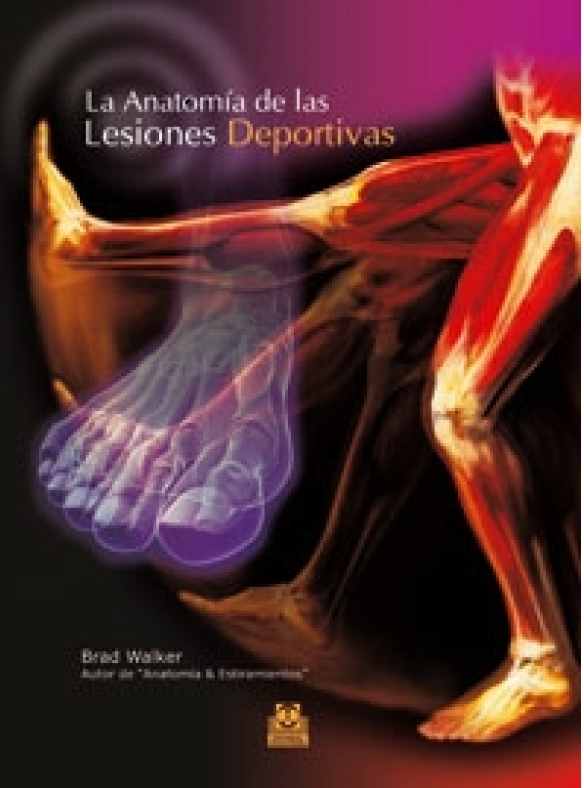 La Anatomía de las
Lesiones Deportivas
Brad Walker
Autor de "Anatomía & Estiramientos"